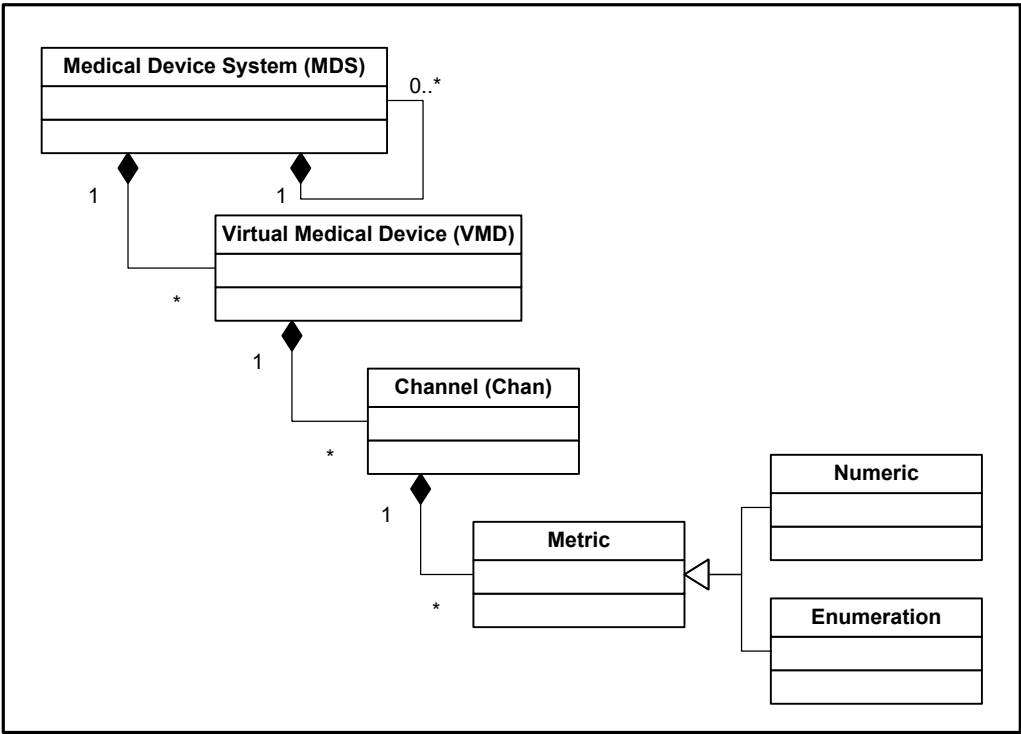 Medical Device System (MDS)
0..*
1
1
Virtual Medical Device (VMD)
*
1
Channel (Chan)
*
1
Numeric
Metric
*
Enumeration